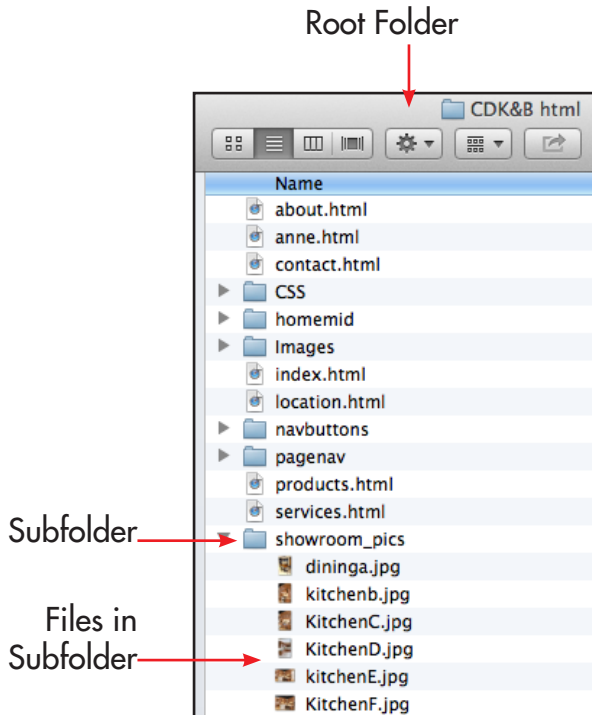 Root Folder
CDK&B html
Name
about.html
anne.html
contact.html
CSS
homemid
Images
index.html
location.html
navbuttons
pagenav
products.html
services.html
Subfolder
showroom_pics
dininga.jpg
kitchenb.jpg
Files in
KitchenC.jpg
Subfolder
KitchenD.jpg
kitchenE.jpg
KitchenF.jpg